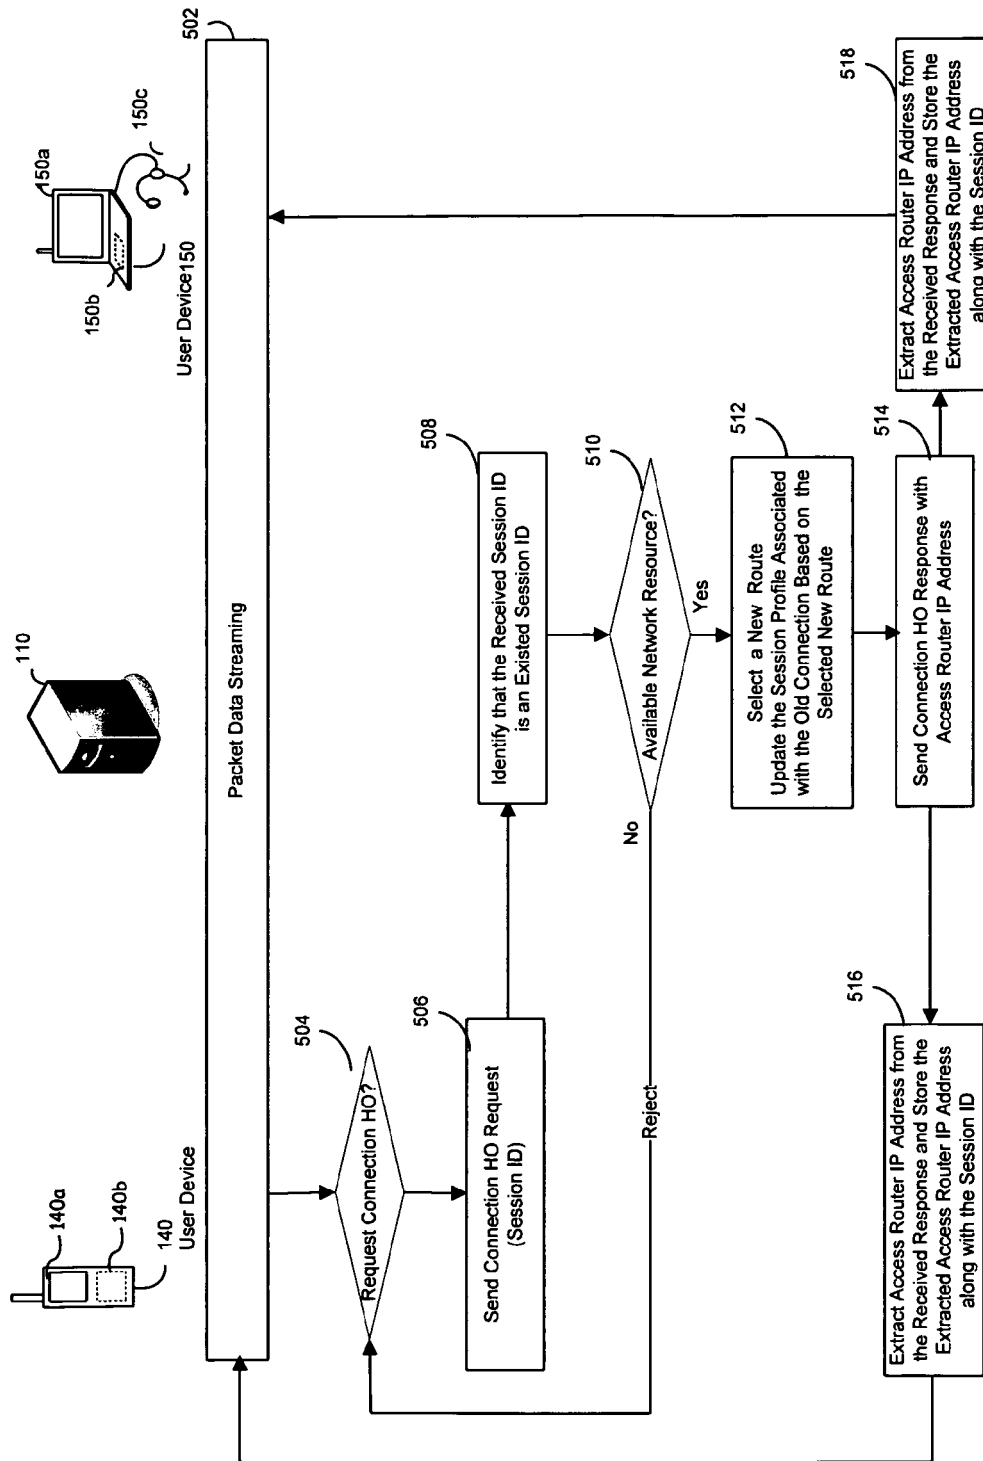 140a
140b
140
User Device
110
150a
150b
150c
User Device150
502
Packet Data Streaming
504
Request Connection HO?
506
Send Connection HO Request
(Session ID)
508
Identify that the Received Session ID
is an Existed Session ID
510
Available Network Resource?
No
Yes
Reject
512
Select a New Route
Update the Session Profile Associated
with the Old Connection Based on the
Selected New Route
514
Send Connection HO Response with
Access Router IP Address
516
Extract Access Router IP Address from
the Received Response and Store the
Extracted Access Router IP Address
along with the Session ID
518
Extract Access Router IP Address from
the Received Response and Store the
Extracted Access Router IP Address
along with the Session ID